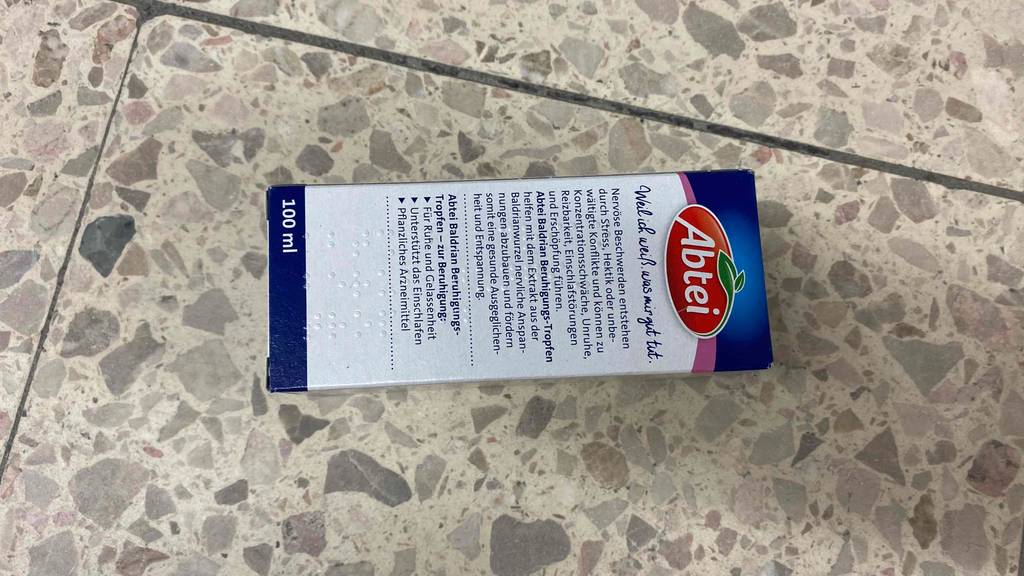 Abtei
Weil ich weiß, was mir gut tut.
Nervöse Beschwerden entstehen
durch Stress, Hektik oder unbe-
wältigte Konflikte und können zu
Konzentrationsschwäche, Unruhe,
Reizbarkeit, Einschlafstörungen
und Erschöpfung führen.
Abtei Baldrian Beruhigungs-Tropfen
helfen mit dem Extrakt aus der
Baldrianwurzel nervliche Anspan-
nungen abzubauen und fördern
somit eine gesunde Ausgeglichen-
heit und Entspannung.
Abtei Baldrian Beruhigungs-
Tropfen – zur Beruhigung:
▶ Für Ruhe und Gelassenheit
▶ Unterstützt das Einschlafen
▶ Pflanzliches Arzneimittel
100 ml